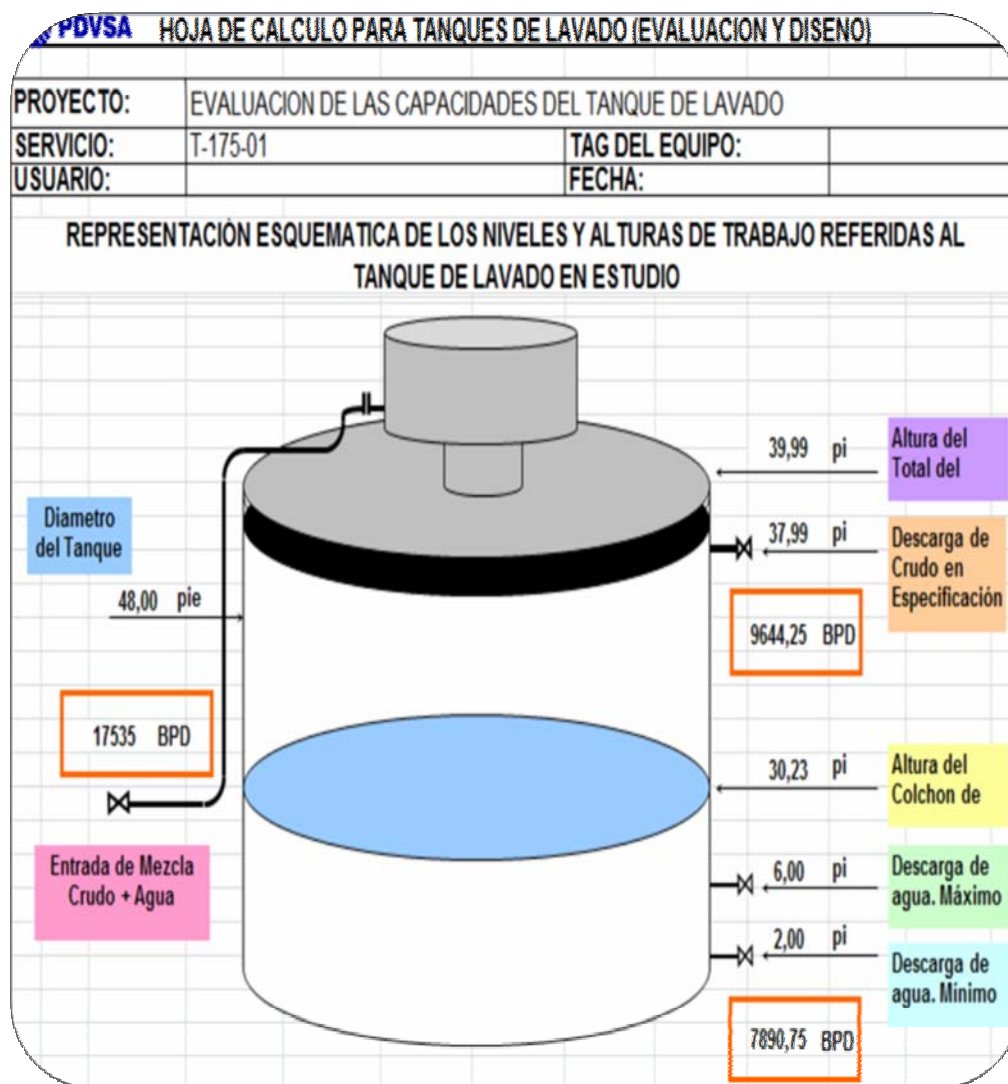 PDVSA HOJA DE CALCULO PARA TANQUES DE LAVADO (EVALUACION Y DISENO)
PROYECTO: EVALUACION DE LAS CAPACIDADES DEL TANQUE DE LAVADO
SERVICIO: T-175-01 TAG DEL EQUIPO:
USUARIO: FECHA:
REPRESENTACIÓN ESQUEMATICA DE LOS NIVELES Y ALTURAS DE TRABAJO REFERIDAS AL
TANQUE DE LAVADO EN ESTUDIO
39,99 pi
Altura del
Total del
Diametro
del Tanque
37,99 pi
Descarga de
Crudo en
Especificación
48,00 pie
9644,25 BPD
17535 BPD
30,23 pi
Altura del
Colchon de
Entrada de Mezcla
Crudo + Agua
6,00 pi
Descarga de
agua. Máximo
2,00 pi
Descarga de
agua. Minimo
7890,75 BPD